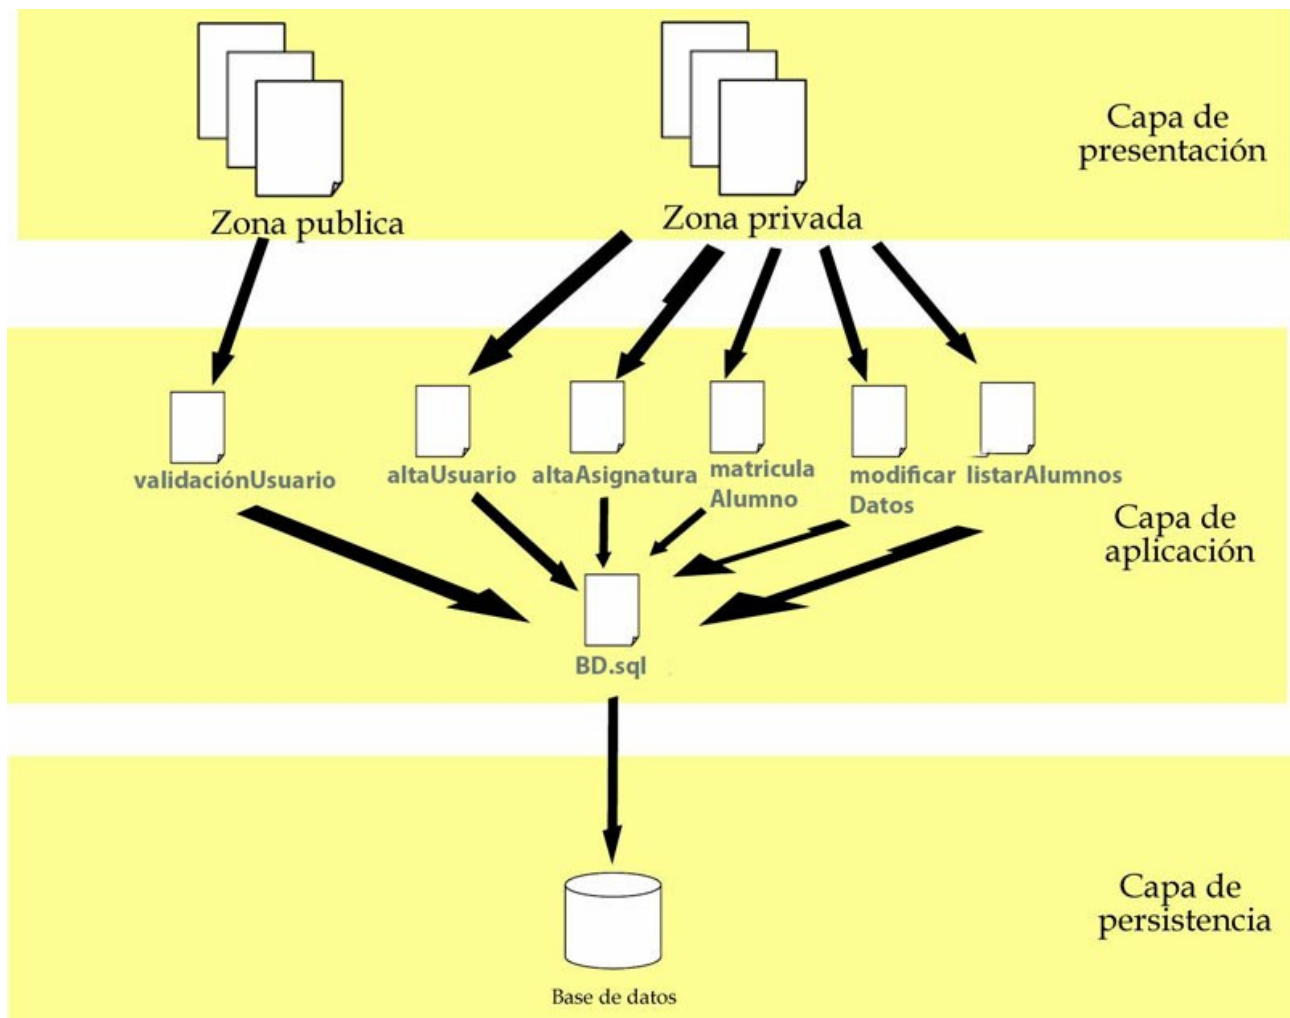 Capa de
presentación
Zona publica
Zona privada
validaciónUsuario
altaUsuario
altaAsignatura
matricula
Alumno
modificar
Datos
listarAlumnos
Capa de
aplicación
BD.sql
Capa de
persistencia
Base de datos